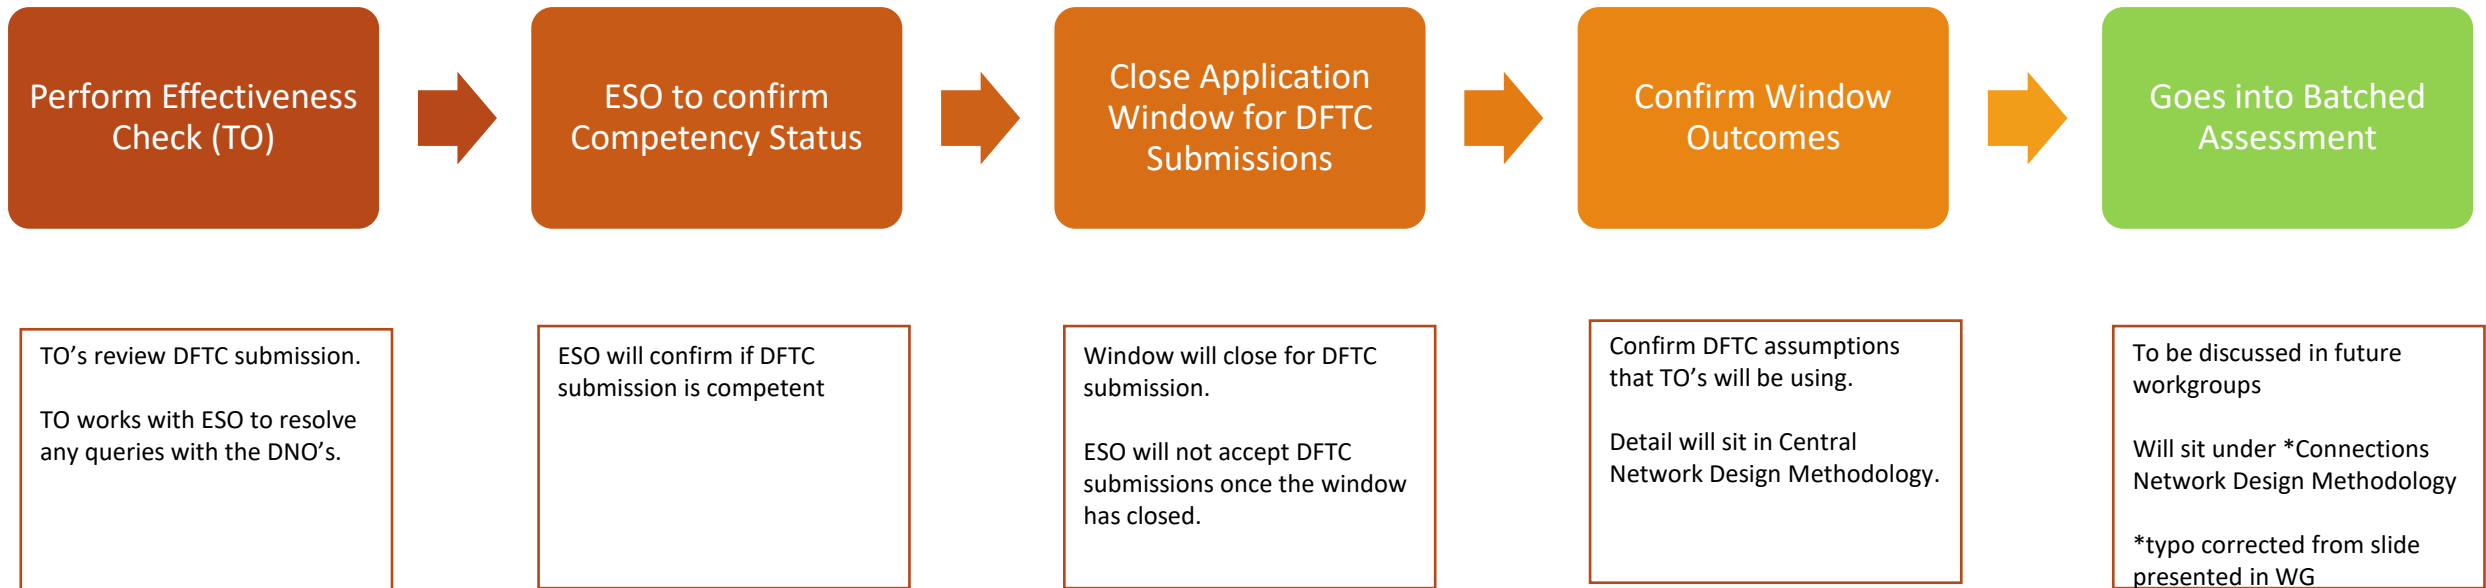 Perform Effectiveness
Check (TO)
ESO to confirm
Competency Status
Close Application
Window for DFTC
Submissions
Confirm Window
Outcomes
Goes into Batched
Assessment
TO’s review DFTC submission.
TO works with ESO to resolve
any queries with the DNO’s.
ESO will confirm if DFTC
submission is competent
Window will close for DFTC
submission.
ESO will not accept DFTC
submissions once the window
has closed.
Confirm DFTC assumptions
that TO’s will be using.
Detail will sit in Central
Network Design Methodology.
To be discussed in future
workgroups
Will sit under *Connections
Network Design Methodology
*typo corrected from slide
presented in WG